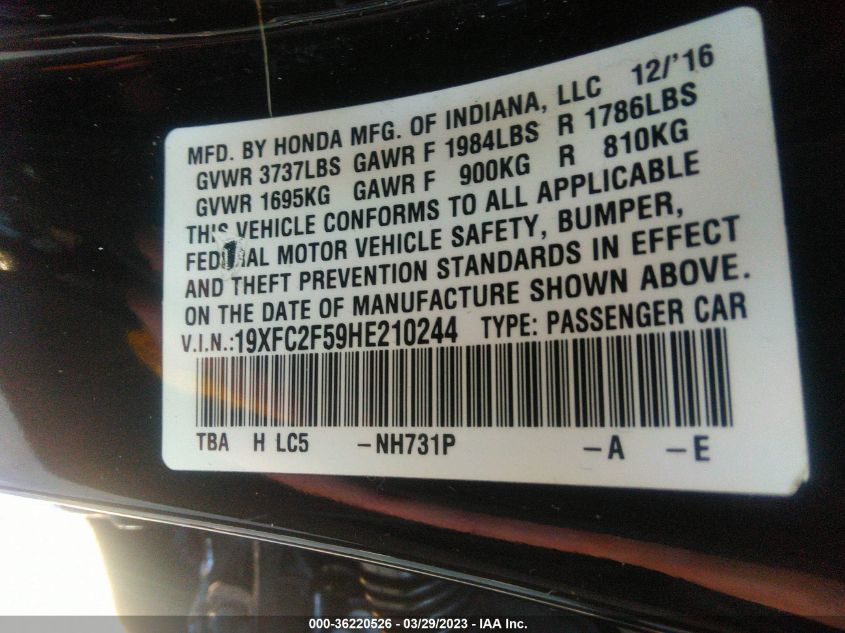 MFD. BY HONDA MFG. OF INDIANA, LLC 12/'16
GVWR 3737LBS GAWR F 1984LBS R 1786LBS
GVWR 1695KG GAWR F 900KG R 810KG
THIS VEHICLE CONFORMS TO ALL APPLICABLE
FEDERAL MOTOR VEHICLE SAFETY, BUMPER,
AND THEFT PREVENTION STANDARDS IN EFFECT
ON THE DATE OF MANUFACTURE SHOWN ABOVE.
V.I.N.:19XFC2F59HE210244 TYPE: PASSENGER CAR
TBA H LC5 –NH731P –A –E
000-36220526 - 03/29/2023 - IAA Inc.